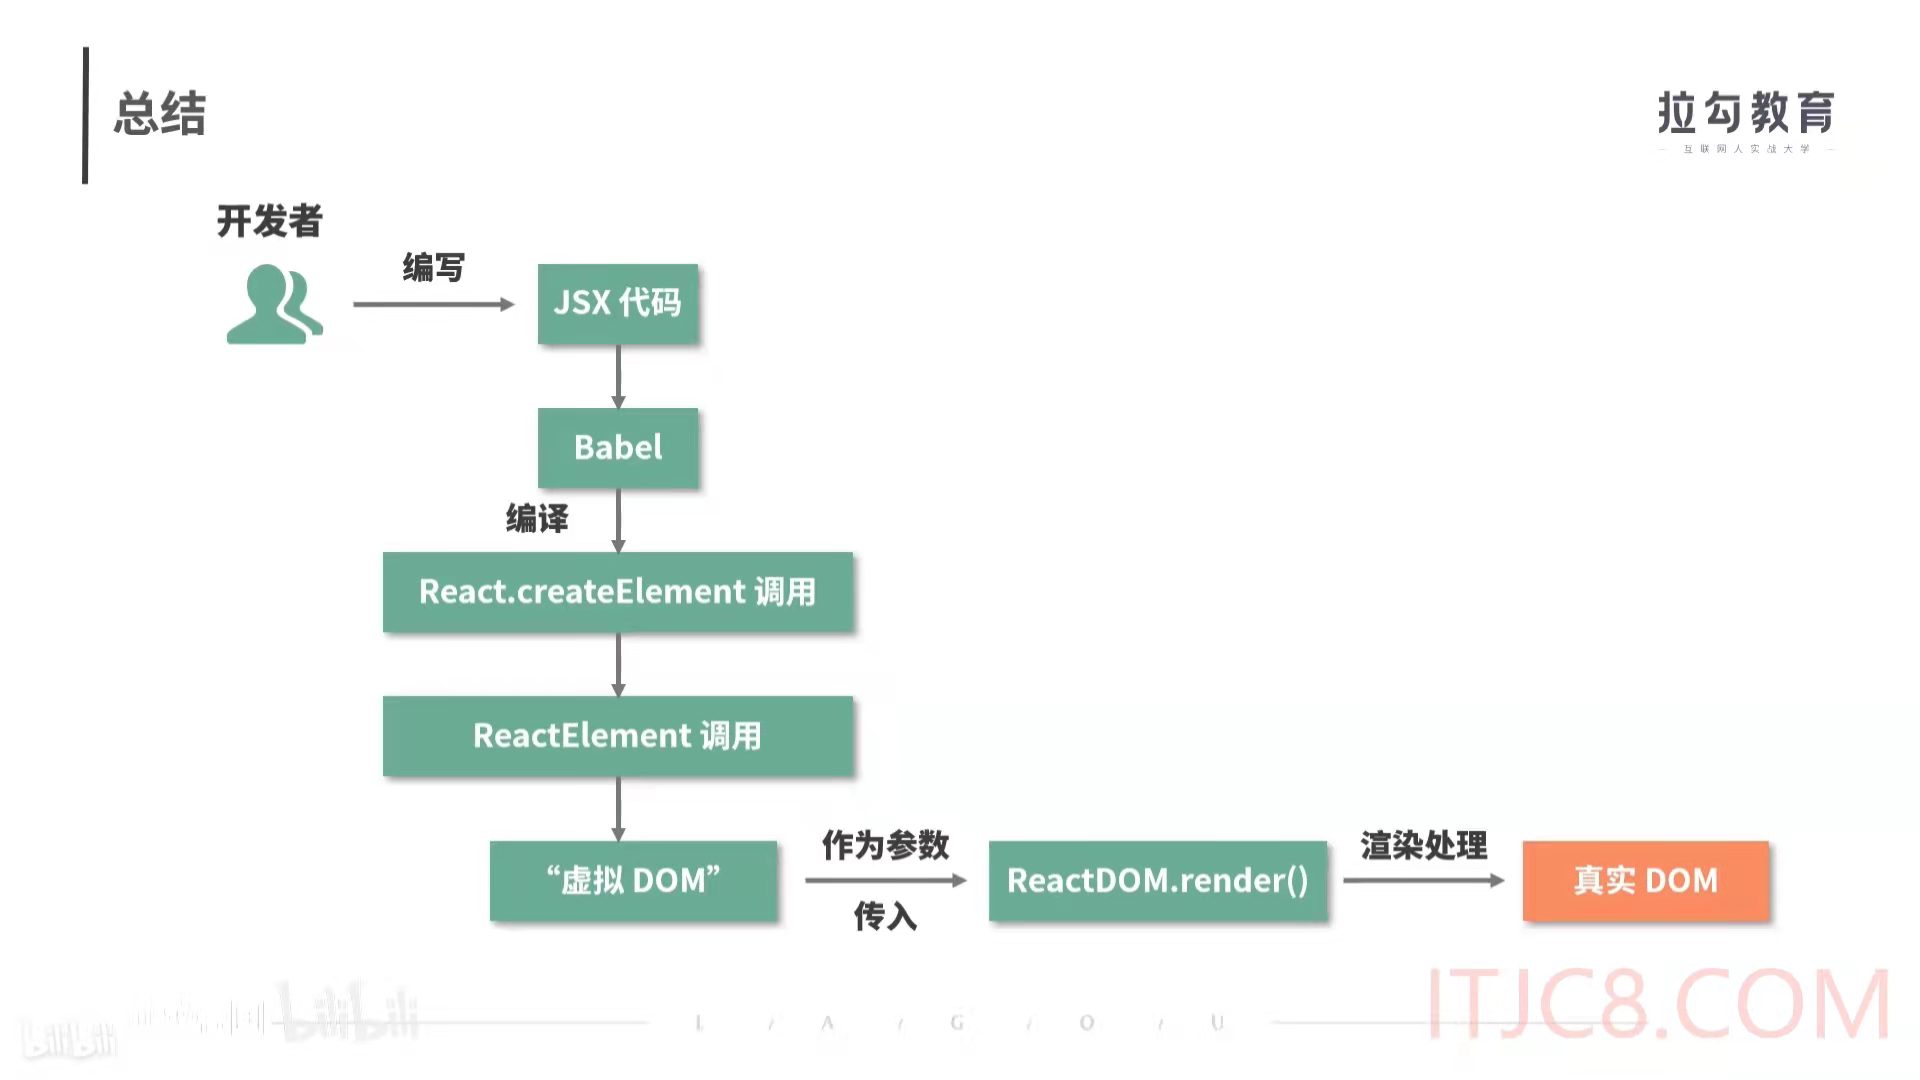 总结
拉勾教育
— 互联网人实战大学 —
开发者
编写
JSX 代码
Babel
编译
React.createElement 调用
ReactElement 调用
“虚拟 DOM”
作为参数
传入
ReactDOM.render()
渲染处理
真实 DOM
ITJC8.COM
bilibili
bilibili
L / A / G / O / U